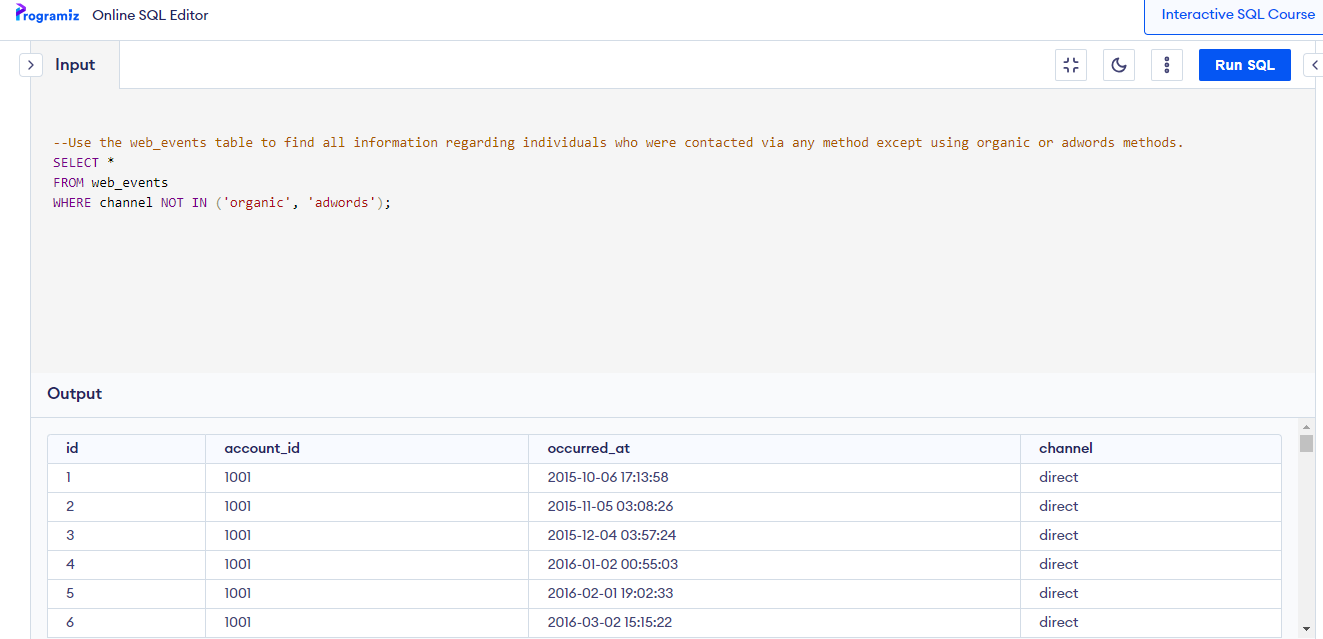 Programiz Online SQL Editor Interactive SQL Course
Input Run SQL
--Use the web_events table to find all information regarding individuals who were contacted via any method except using organic or adwords methods.
SELECT *
FROM web_events
WHERE channel NOT IN ('organic', 'adwords');
Output
id account_id occurred_at channel
1 1001 2015-10-06 17:13:58 direct
2 1001 2015-11-05 03:08:26 direct
3 1001 2015-12-04 03:57:24 direct
4 1001 2016-01-02 00:55:03 direct
5 1001 2016-02-01 19:02:33 direct
6 1001 2016-03-02 15:15:22 direct